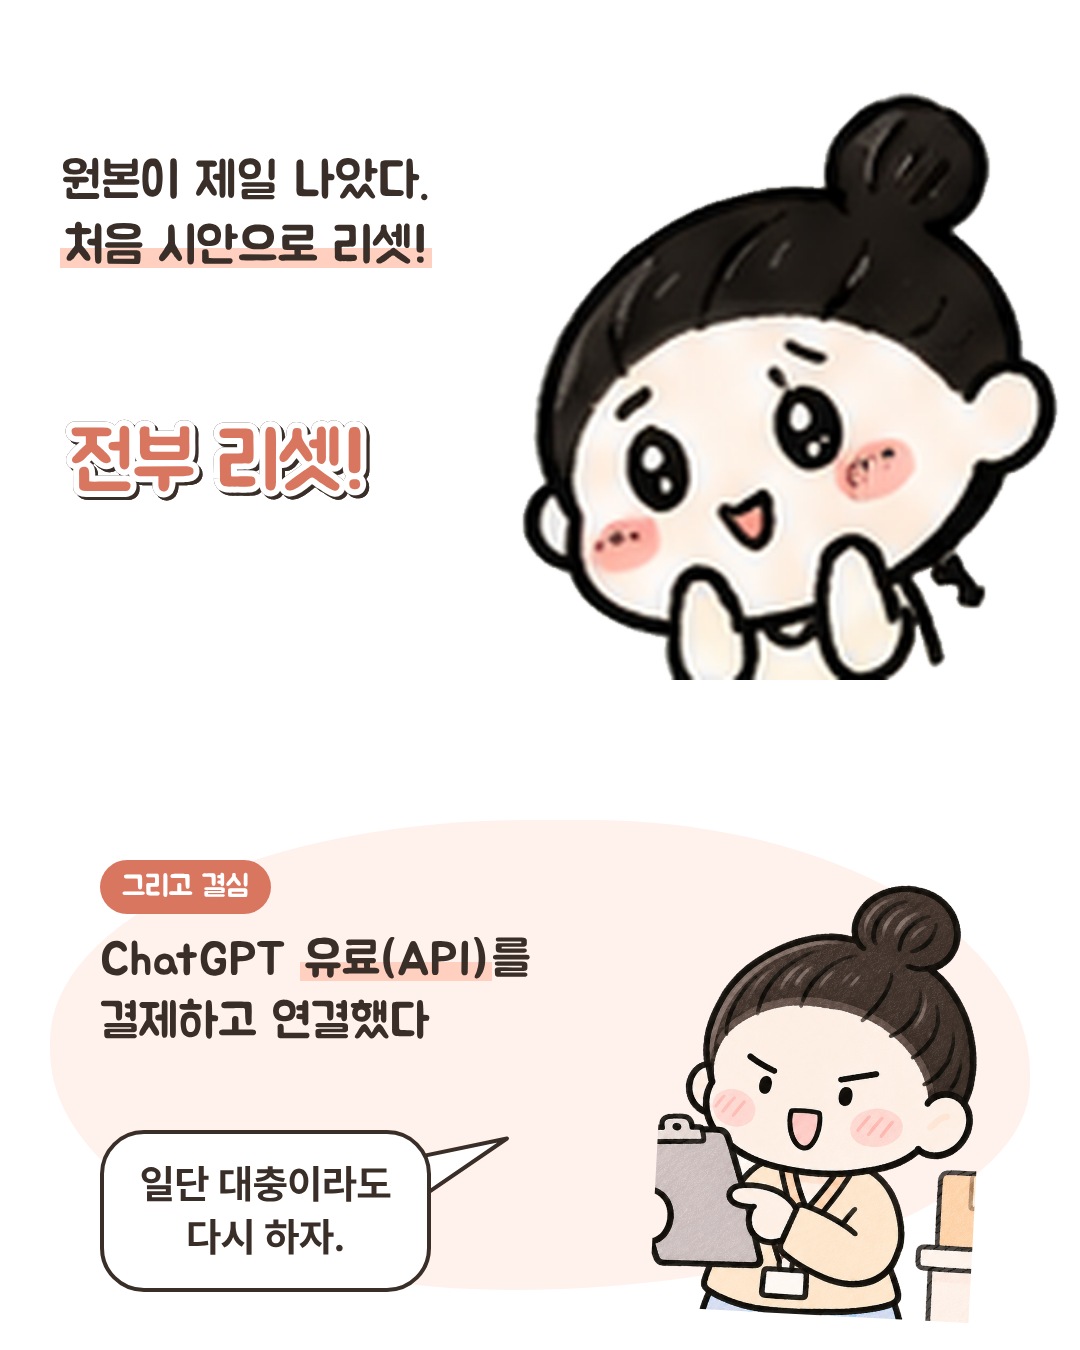 원본이 제일 나았다.
처음 시안으로 리셋!
전부 리셋!
그리고 결심
ChatGPT 유료(API)를
결제하고 연결했다
일단 대충이라도
다시 하자.